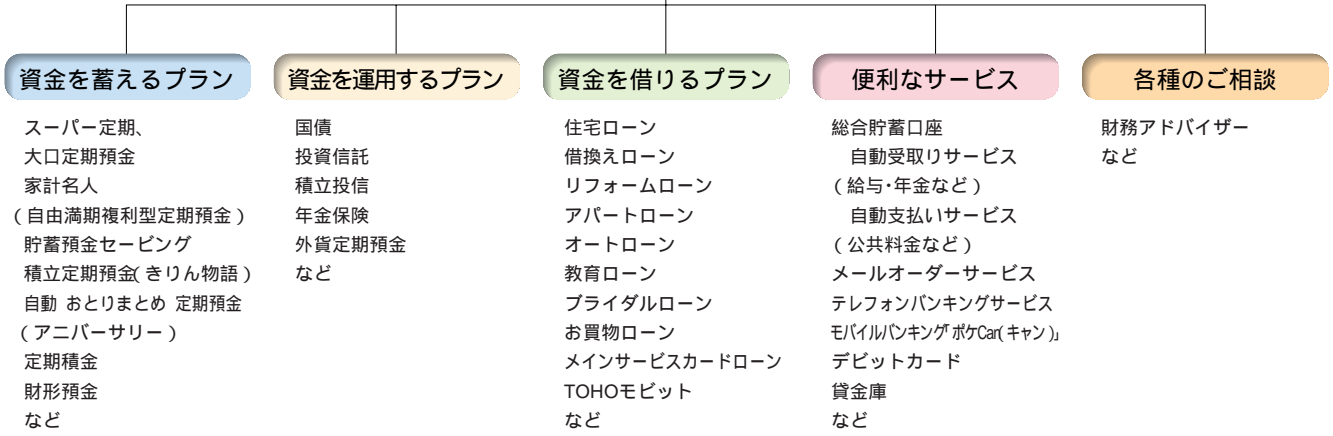 資金を蓄えるプラン
スーパー定期、
大口定期預金
家計名人
(自由満期複利型定期預金)
貯蓄預金セービング
積立定期預金(きりん物語)
自動 おとりまとめ 定期預金
(アニバーサリー)
定期積金
財形預金
など
資金を運用するプラン
国債
投資信託
積立投信
年金保険
外貨定期預金
など
資金を借りるプラン
住宅ローン
借換えローン
リフォームローン
アパートローン
オートローン
教育ローン
ブライダルローン
お買物ローン
メインサービスカードローン
TOHOモビット
など
便利なサービス
総合貯蓄口座
自動受取りサービス
(給与・年金など)
自動支払いサービス
(公共料金など)
メールオーダーサービス
テレフォンバンキングサービス
モバイルバンキング「ポケCan(キャン)」
デビットカード
貸金庫
など
各種のご相談
財務アドバイザー
など